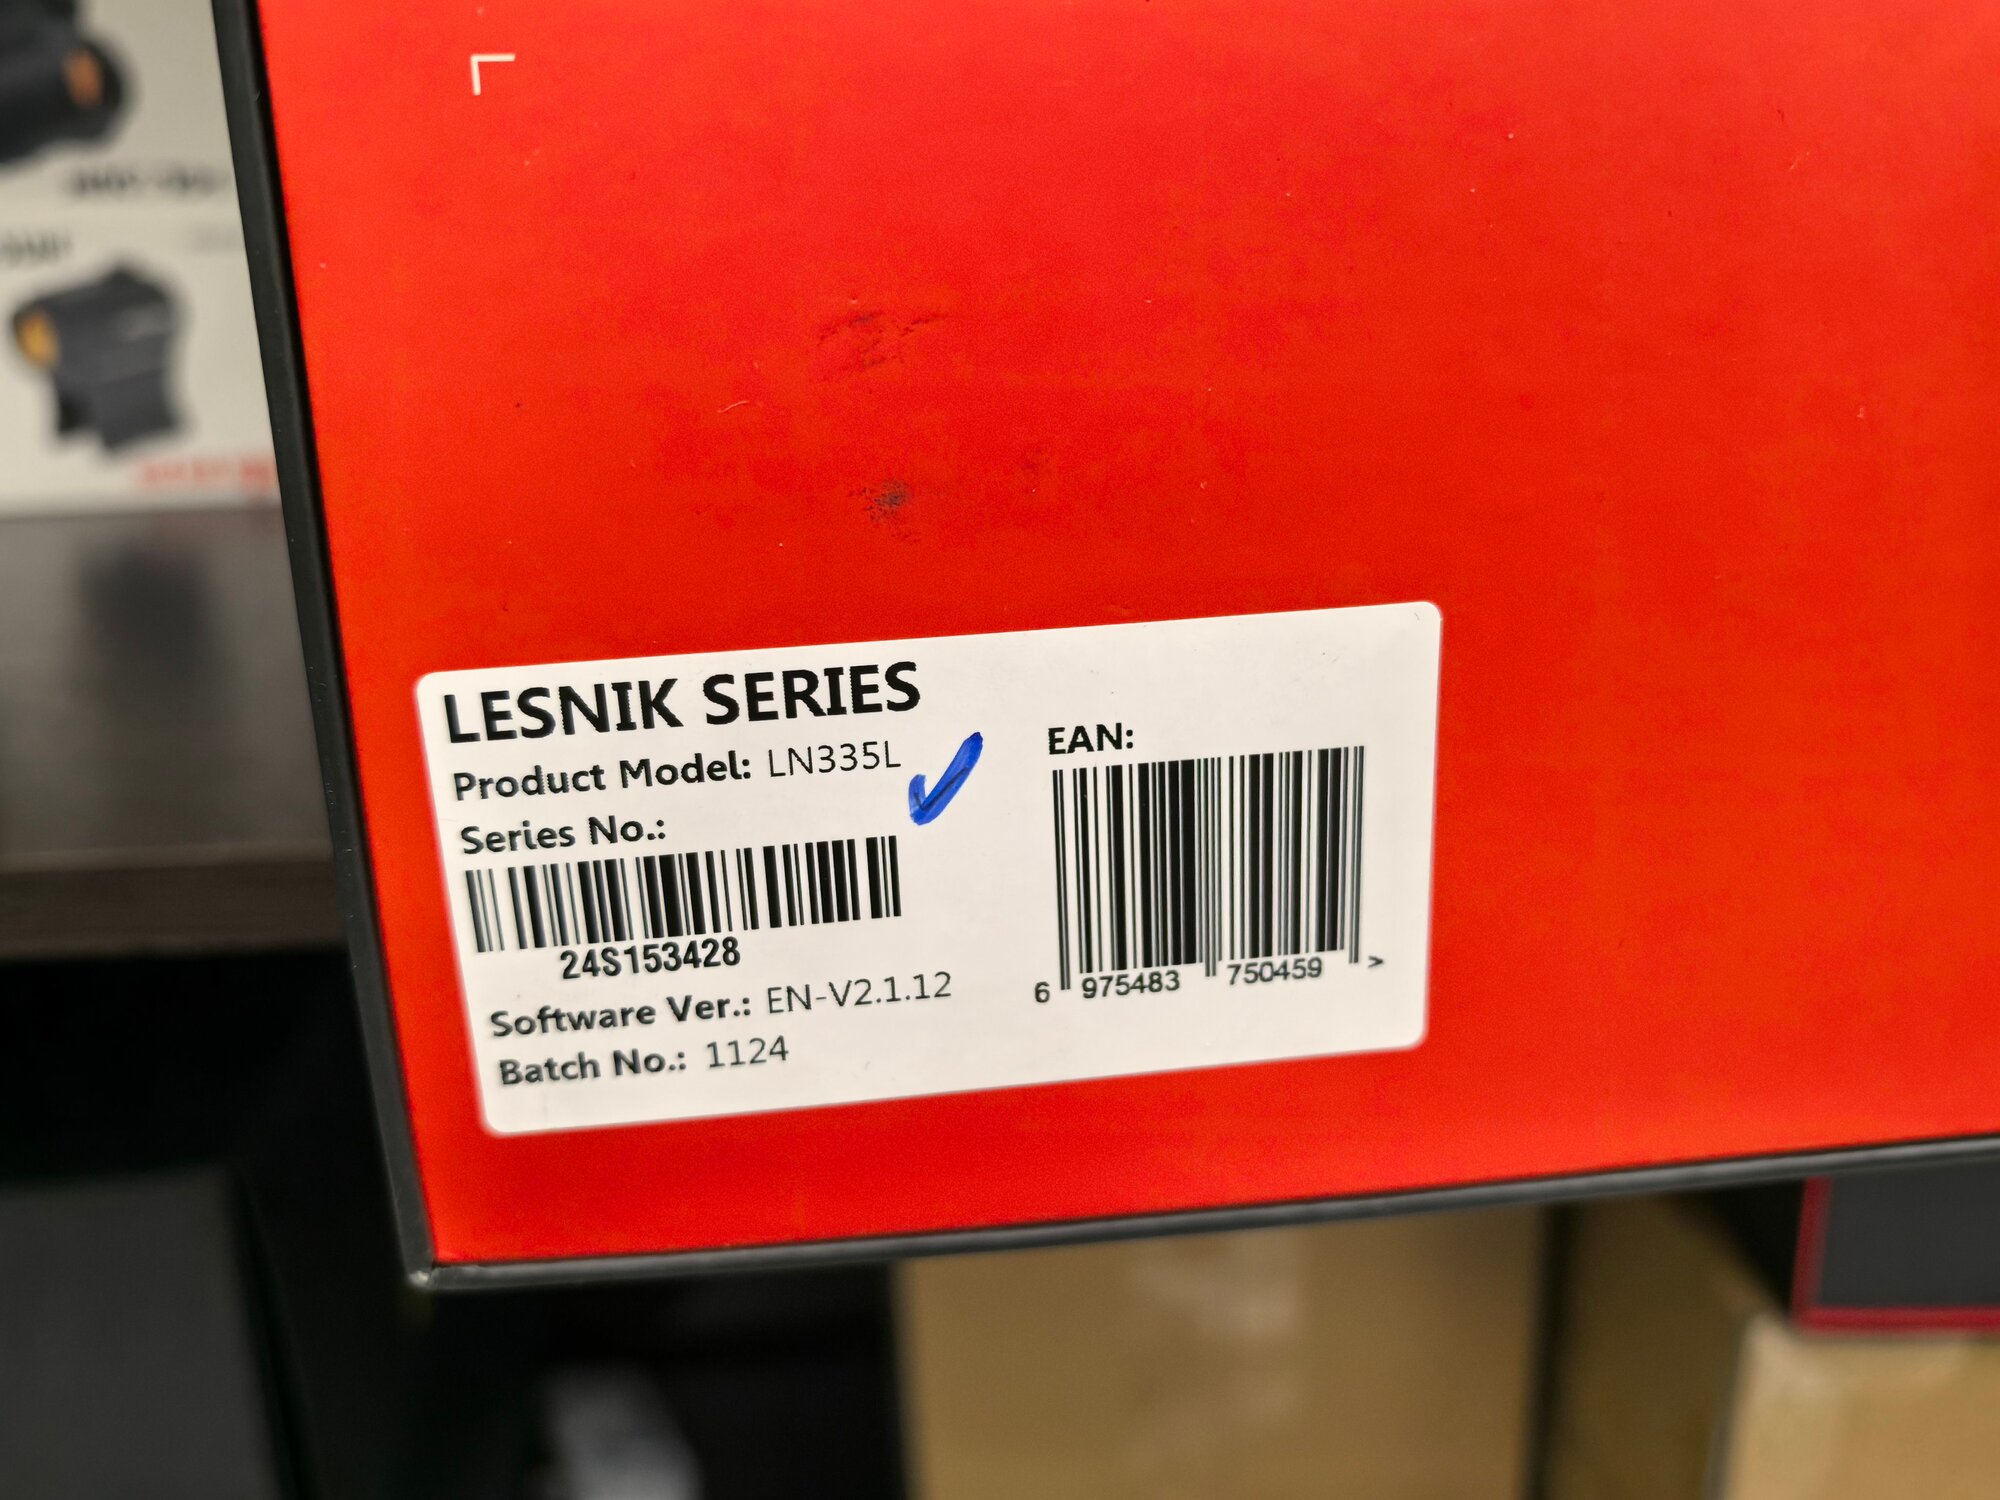 LESNIK SERIES
Product Model: LN335L
Series No.:
24S153428
Software Ver.: EN-V2.1.12
Batch No.: 1124
EAN:
6 975483 750459 >